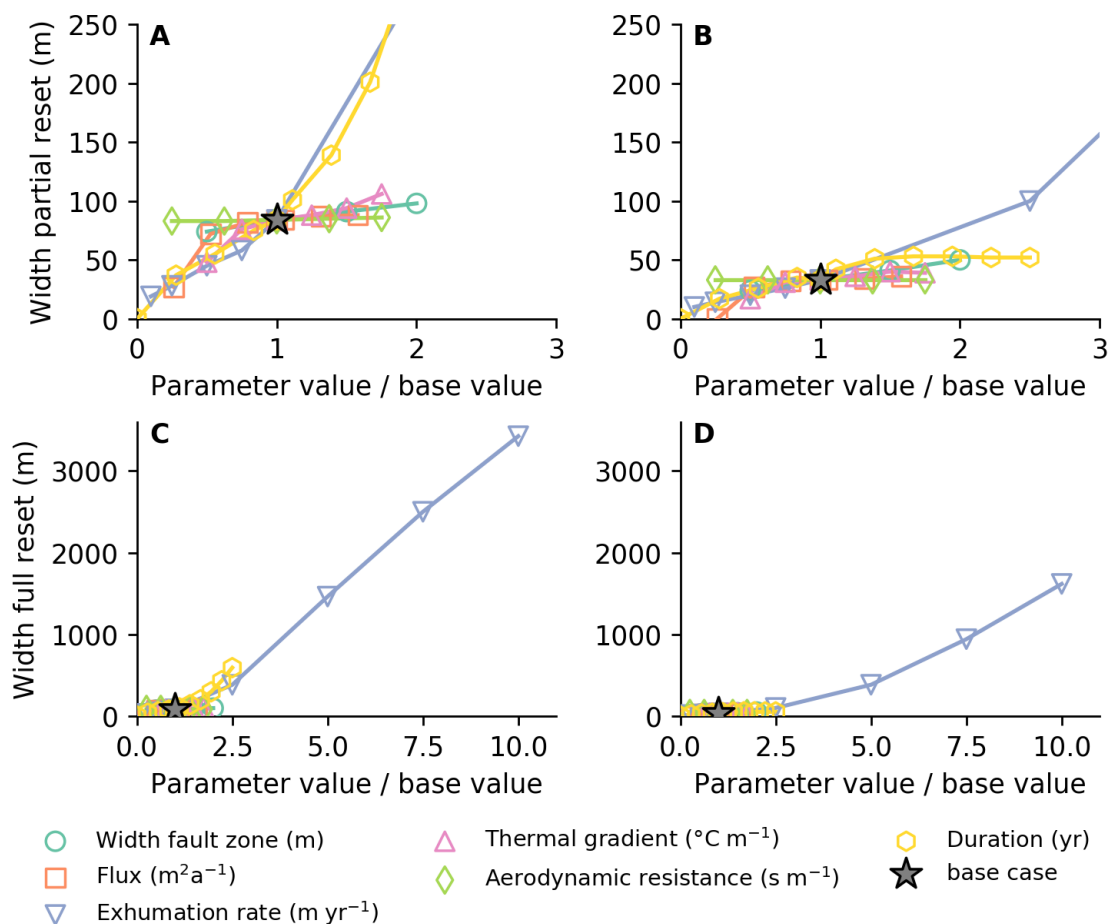 A
B
250
200
150
100
50
0
Width partial reset (m)
0 1 2 3
Parameter value / base value
250
200
150
100
50
0
0 1 2 3
Parameter value / base value
C
D
3000
2000
1000
0
Width full reset (m)
0.0 2.5 5.0 7.5 10.0
Parameter value / base value
3000
2000
1000
0
0.0 2.5 5.0 7.5 10.0
Parameter value / base value
Width fault zone (m)
Flux (m²a⁻¹)
Exhumation rate (m yr⁻¹)
Thermal gradient (°C m⁻¹)
Aerodynamic resistance (s m⁻¹)
Duration (yr)
base case